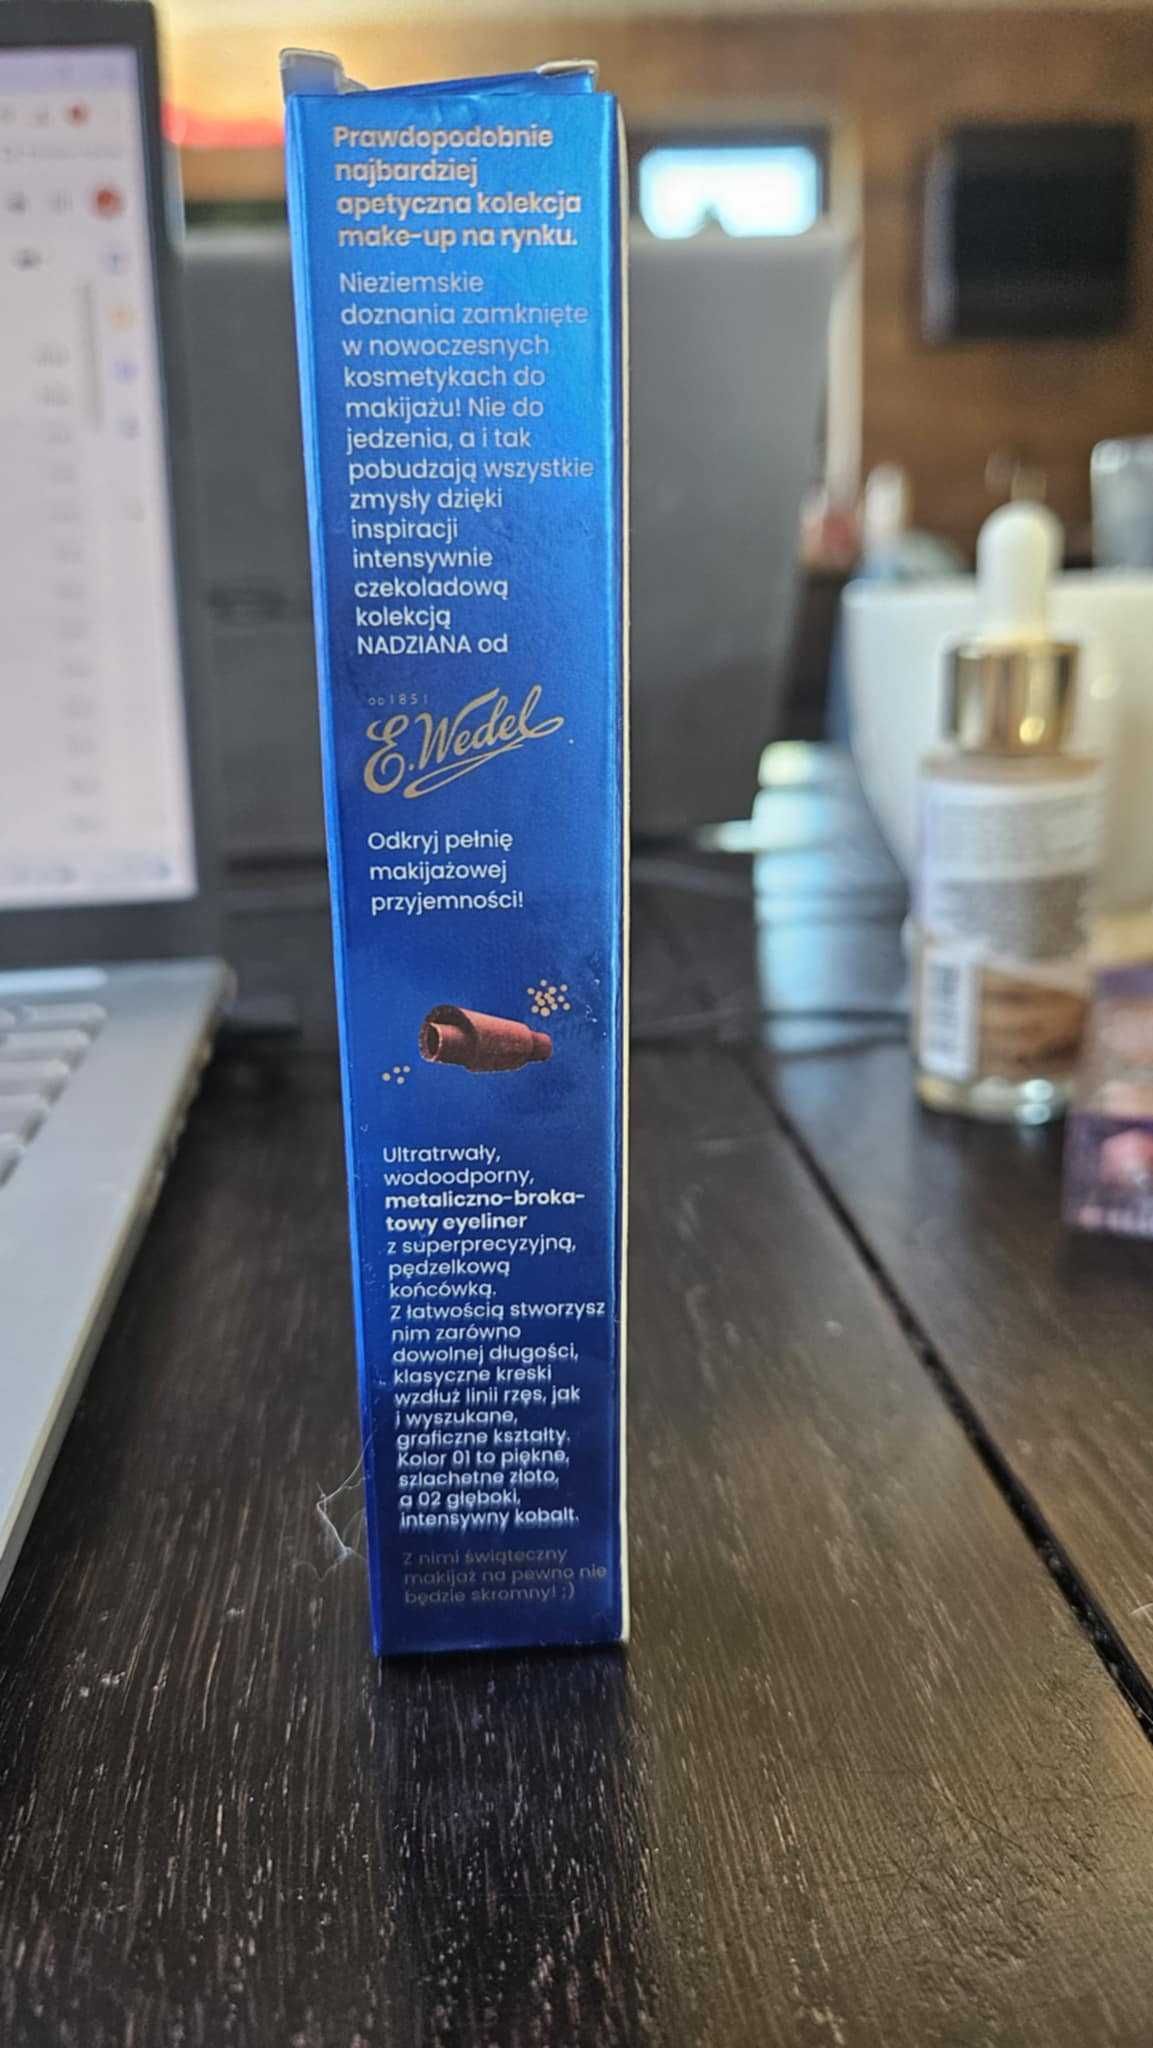 Prawdopodobnie
najbardziej
apetyczna kolekcja
make-up na rynku.
Nieziemskie
doznania zamknięte
w nowoczesnych
kosmetykach do
makijażu! Nie do
jedzenia, a i tak
pobudzają wszystkie
zmysły dzięki
inspiracji
intensywnie
czekoladową
kolekcją
NADZIANA od
OD 1851
E.Wedel
Odkryj pełnię
makijażowej
przyjemności!
Ultratrwały,
wodoodporny,
metaliczno-broka-
towy eyeliner
z superprecyzyjną,
pędzelkową
końcówką.
Z łatwością stworzysz
nim zarówno
dowolnej długości,
klasyczne kreski
wzdłuż linii rzęs, jak
i wyszukane,
graficzne kształty.
Kolor 01 to piękne,
szlachetne złoto,
a 02 głęboki,
intensywny kobalt.
Z nimi świąteczny
makijaż na pewno nie
będzie skromny! ;)